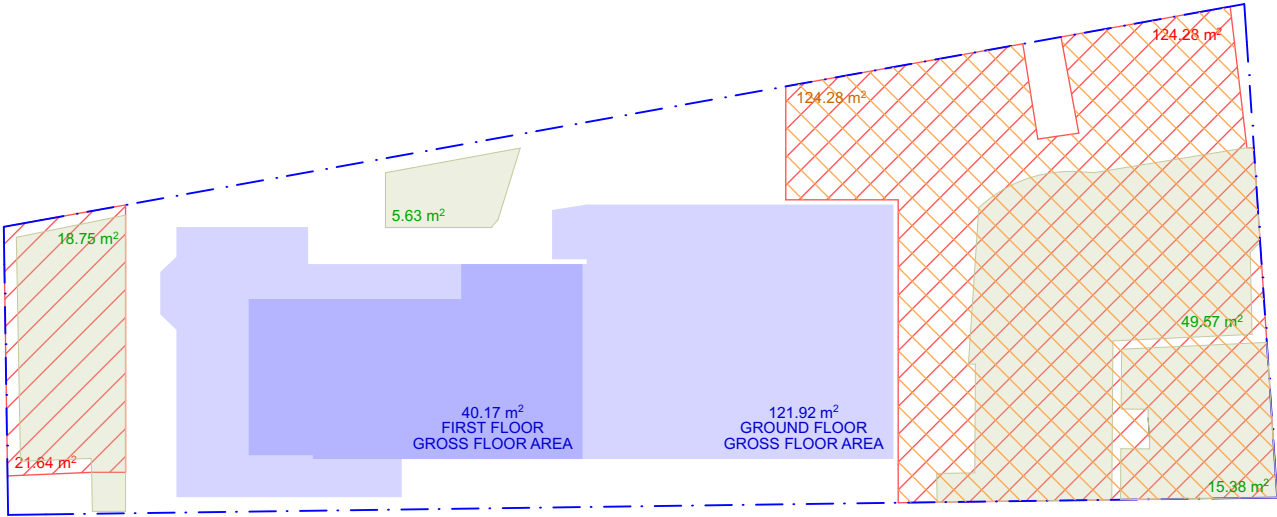 124.28 m²
124.28 m²
5.63 m²
18.75 m²
49.57 m²
40.17 m²
FIRST FLOOR
GROSS FLOOR AREA
121.92 m²
GROUND FLOOR
GROSS FLOOR AREA
21.64 m²
15.38 m²